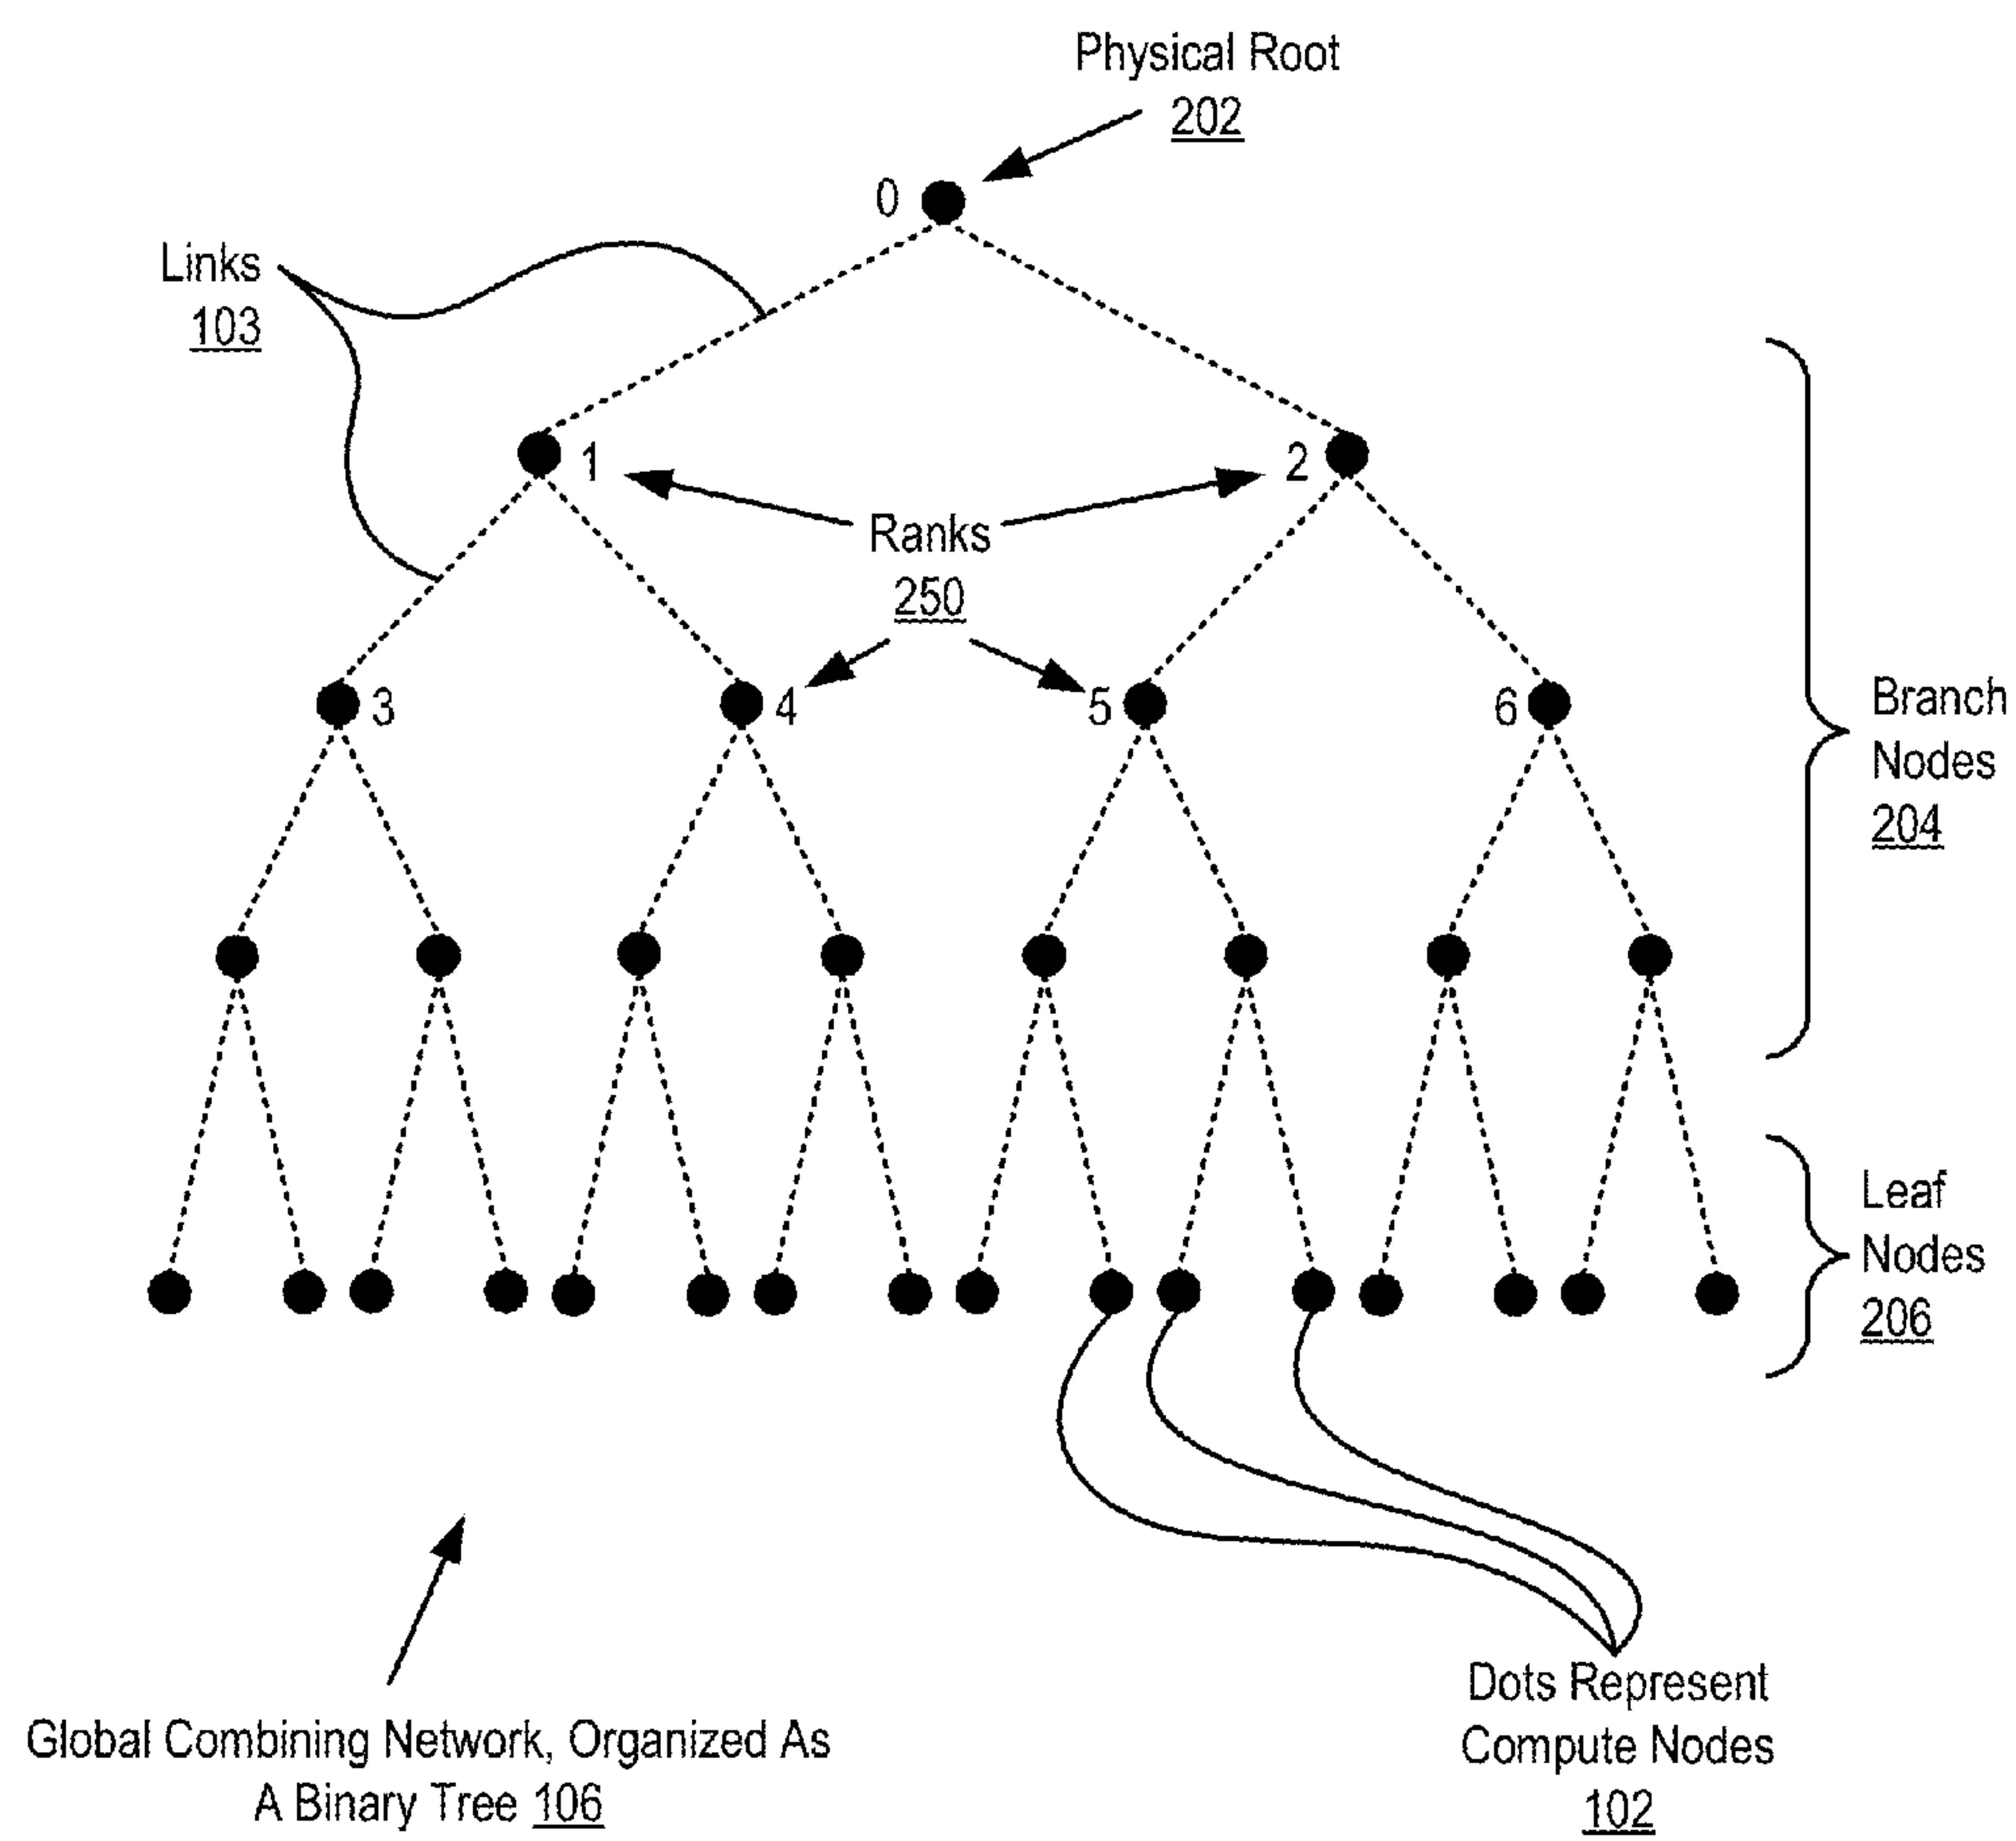 Physical Root
202
0
Links
103
1
2
Ranks
250
3
4
5
6
Branch
Nodes
204
Leaf
Nodes
206
Dots Represent
Compute Nodes
102
Global Combining Network, Organized As
A Binary Tree 106